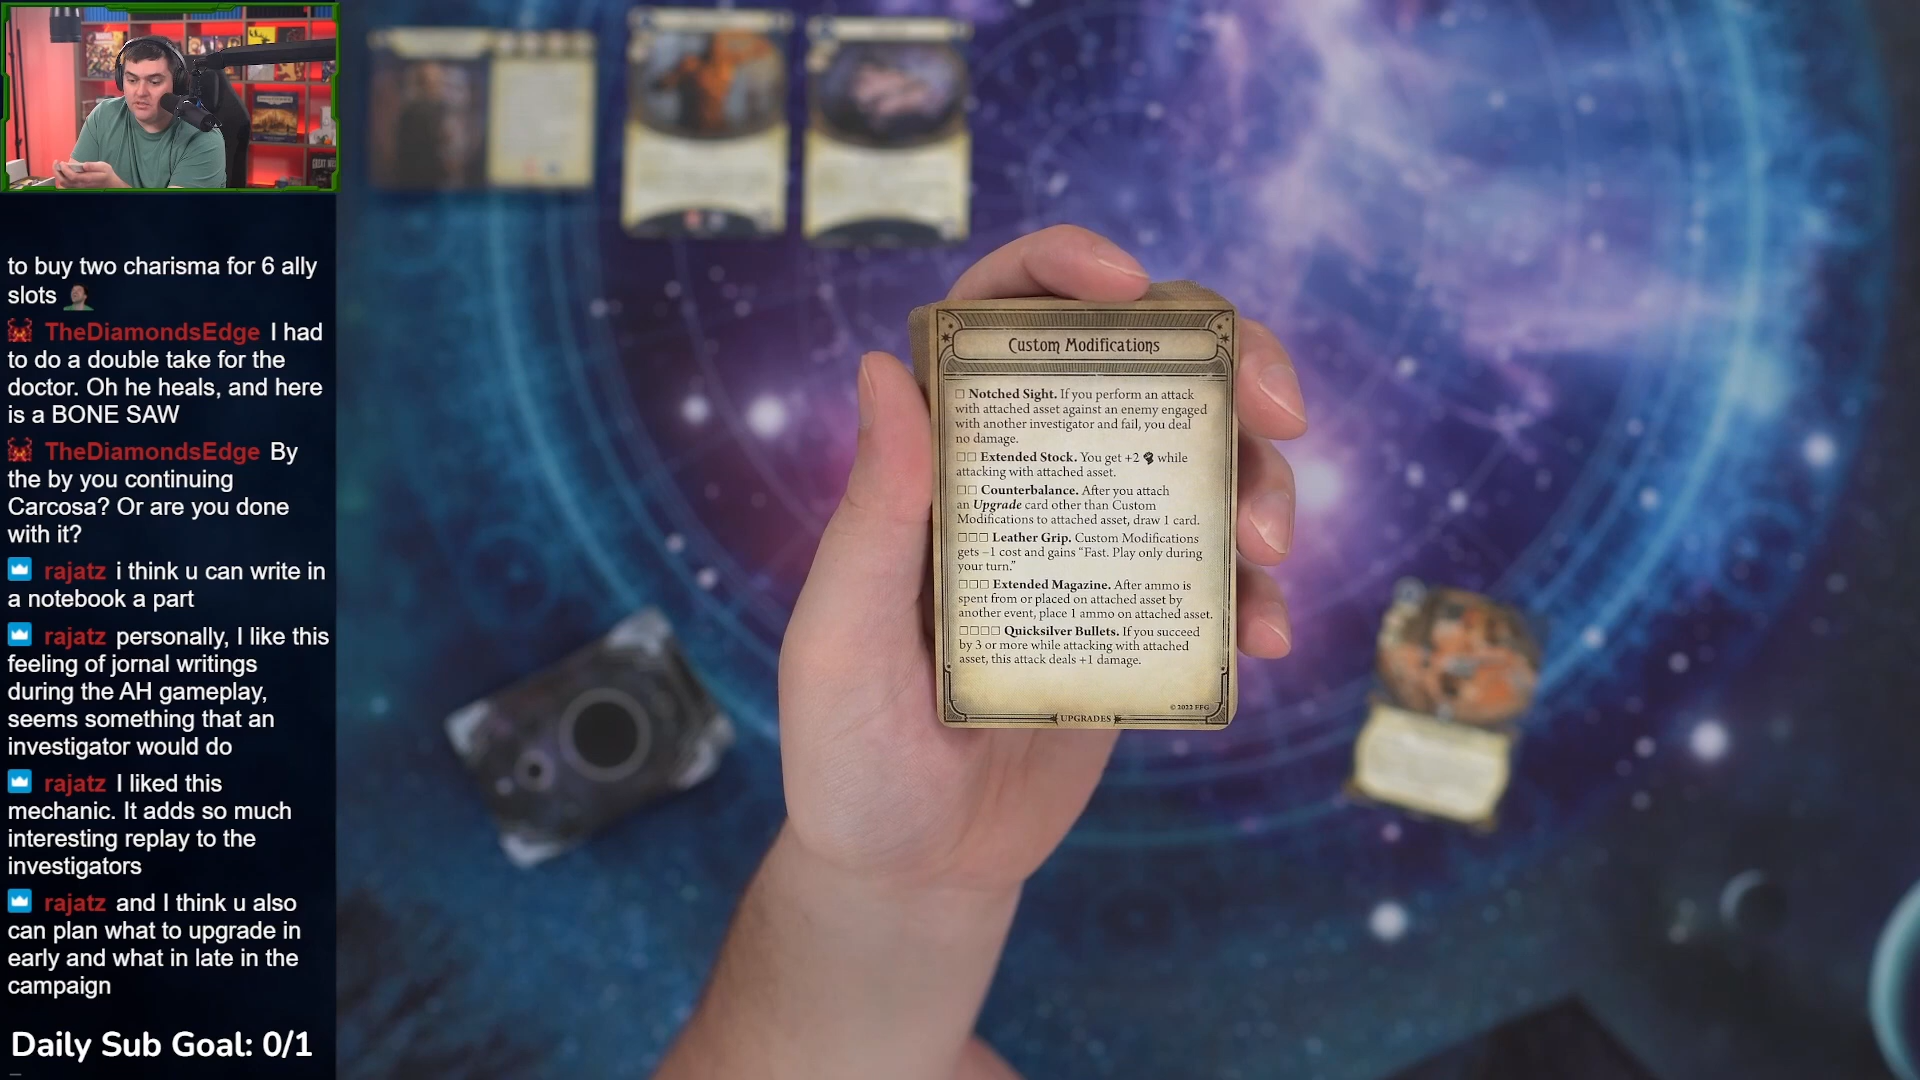 to buy two charisma for 6 ally
slots
TheDiamondsEdge I had
to do a double take for the
doctor. Oh he heals, and here
is a BONE SAW
TheDiamondsEdge By
the by you continuing
Carcosa? Or are you done
with it?
rajatz i think u can write in
a notebook a part
rajatz personally, I like this
feeling of jornal writings
during the AH gameplay,
seems something that an
investigator would do
rajatz I liked this
mechanic. It adds so much
interesting replay to the
investigators
rajatz and I think u also
can plan what to upgrade in
early and what in late in the
campaign
Daily Sub Goal: 0/1
Custom Modifications
□ Notched Sight. If you perform an attack
with attached asset against an enemy engaged
with another investigator and fail, you deal
no damage.
□□ Extended Stock. You get +2 while
attacking with attached asset.
□□ Counterbalance. After you attach
an Upgrade card other than Custom
Modifications to attached asset, draw 1 card.
□□□ Leather Grip. Custom Modifications
gets –1 cost and gains “Fast. Play only during
your turn.”
□□□ Extended Magazine. After ammo is
spent from or placed on attached asset by
another event, place 1 ammo on attached asset.
□□□□ Quicksilver Bullets. If you succeed
by 3 or more while attacking with attached
asset, this attack deals +1 damage.
© 2022 FFG
UPGRADES